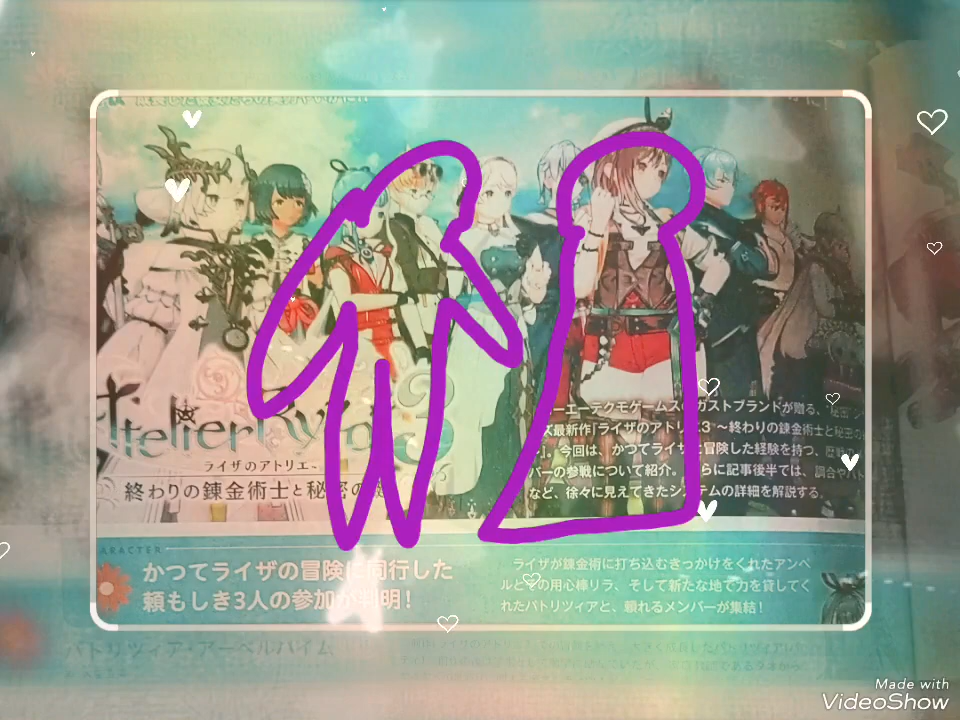 Atelier Ryza 3
ライザのアトリエ
終わりの錬金術士と秘密の
ーエーテクモゲームスのガストブランドが贈る、
ズ最新作「ライザのアトリエ3 ～終わりの錬金術士と秘密の
」。今回は、かつてライザと冒険した経験を持つ、
バーの参戦について紹介。さらに記事後半では、調合や
など、徐々に見えてきたシステムの詳細を解説する。
ARACTER
かつてライザの冒険に同行した
頼もしき3人の参加が判明！
ライザが錬金術に打ち込むきっかけをくれたアンペ
ルとその用心棒リラ、そして新たな地で力を貸してく
れたパトリツィアと、頼れるメンバーが集結！
パトリツィア・アーベルハイム
Made with
VideoShow